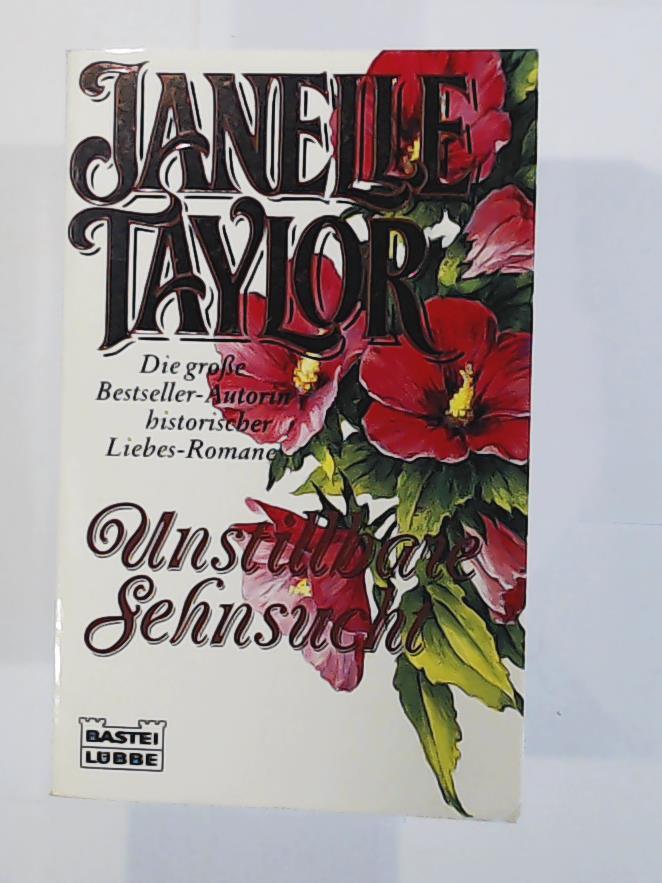 JANELLE
TAYLOR
Die große
Bestseller-Autorin
historischer
Liebes-Romane
Unstillbare
Sehnsucht
BASTEI
LÜBBE